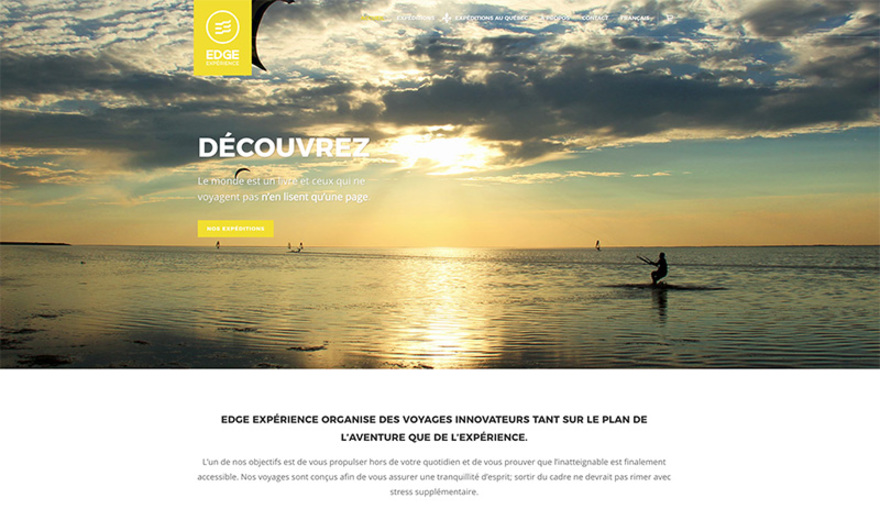 EDGE
EXPÉRIENCE
ACCUEIL EXPÉDITIONS EXPÉDITIONS AU QUÉBEC À PROPOS CONTACT FRANÇAIS
DÉCOUVREZ
Le monde est un livre et ceux qui ne
voyagent pas n'en lisent qu'une page.
NOS EXPÉDITIONS
EDGE EXPÉRIENCE ORGANISE DES VOYAGES INNOVATEURS TANT SUR LE PLAN DE
L'AVENTURE QUE DE L'EXPÉRIENCE.
L'un de nos objectifs est de vous propulser hors de votre quotidien et de vous prouver que l'inatteignable est finalement
accessible. Nos voyages sont conçus afin de vous assurer une tranquillité d'esprit; sortir du cadre ne devrait pas rimer avec
stress supplémentaire.